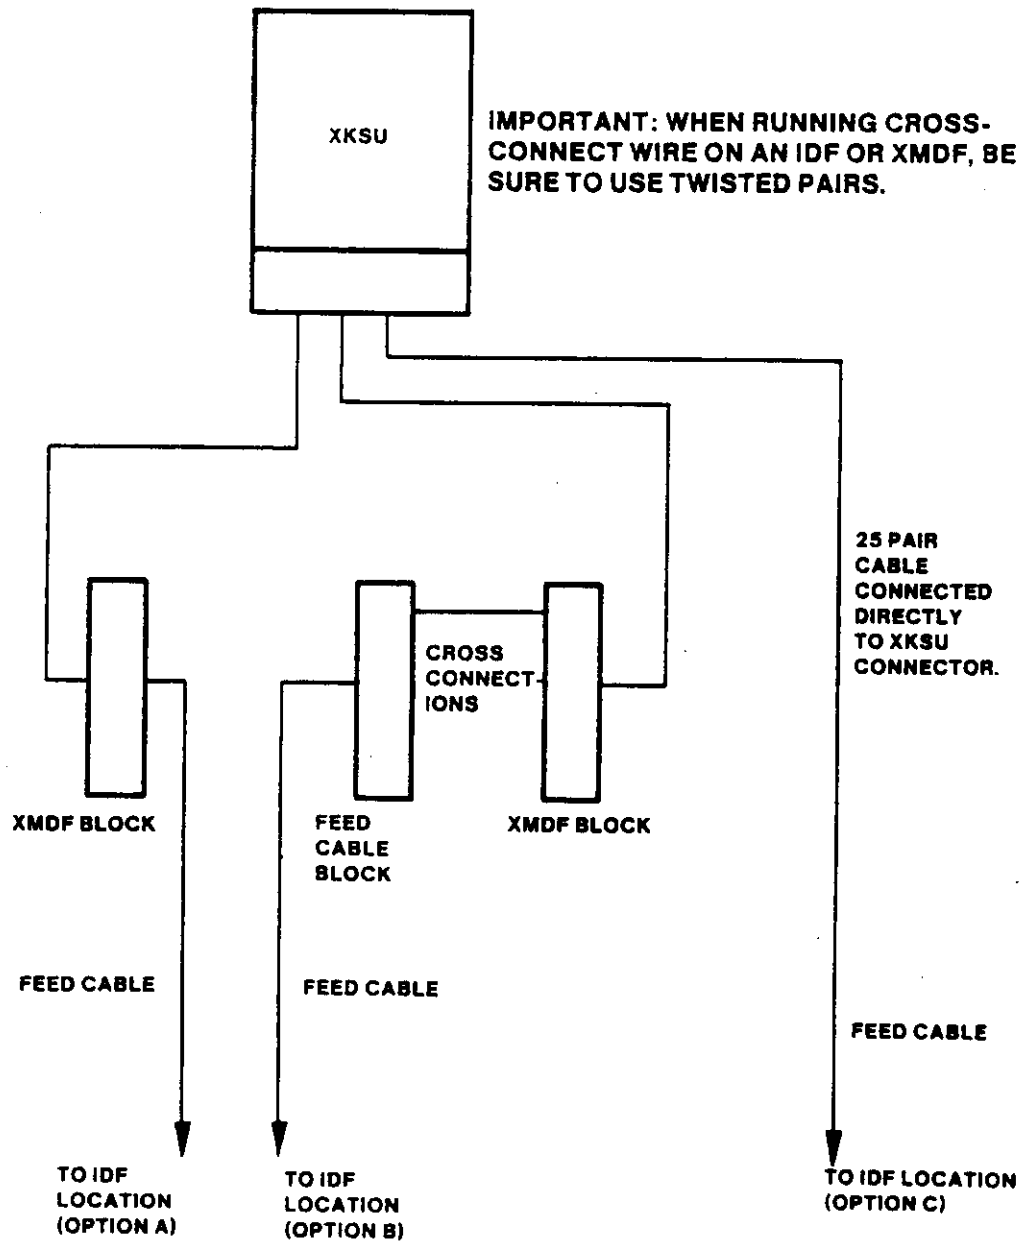 XKSU
IMPORTANT: WHEN RUNNING CROSS-
CONNECT WIRE ON AN IDF OR XMDF, BE
SURE TO USE TWISTED PAIRS.
25 PAIR
CABLE
CONNECTED
DIRECTLY
TO XKSU
CONNECTOR.
CROSS
CONNECT-
IONS
XMDF BLOCK
FEED
CABLE
BLOCK
XMDF BLOCK
FEED CABLE
FEED CABLE
FEED CABLE
TO IDF
LOCATION
(OPTION A)
TO IDF
LOCATION
(OPTION B)
TO IDF LOCATION
(OPTION C)